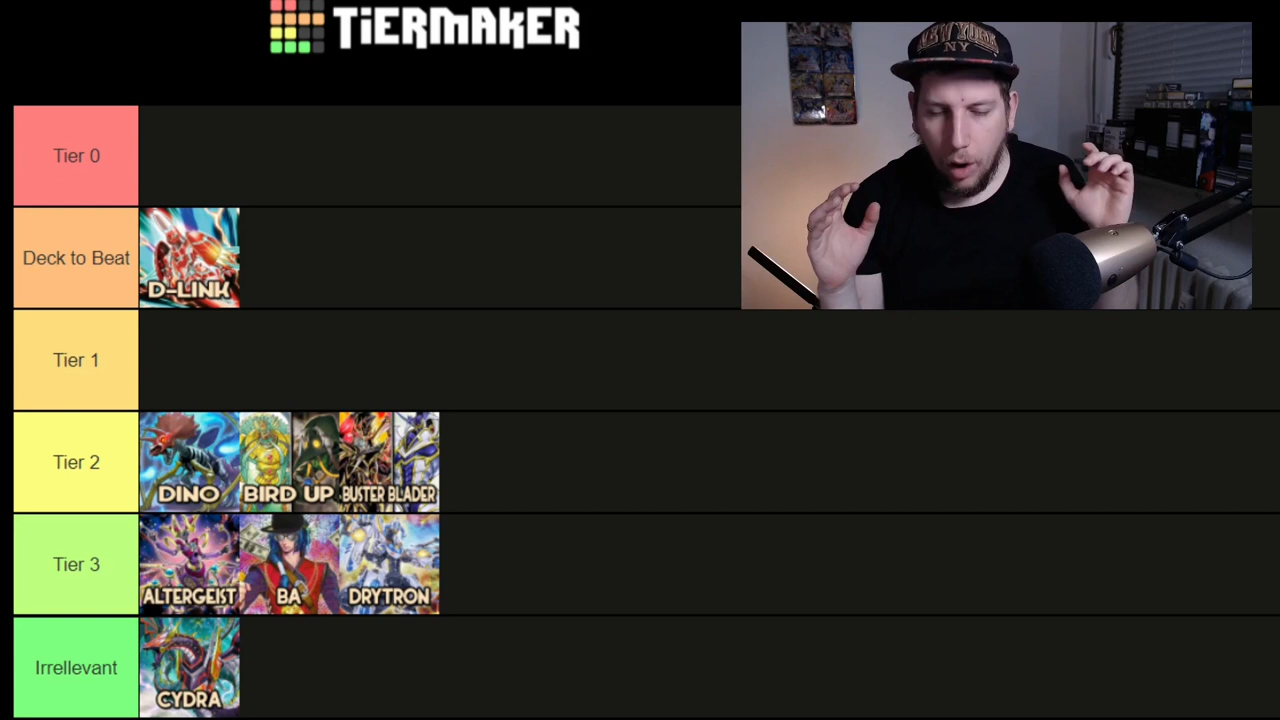 TiERMAKER
NEW YORK
NY
Tier 0
Deck to Beat
D-LINK
Tier 1
Tier 2
DINO
BIRD UP
BUSTER BLADER
Tier 3
ALTERGEIST
BA
DRYTRON
Irrellevant
CYDRA